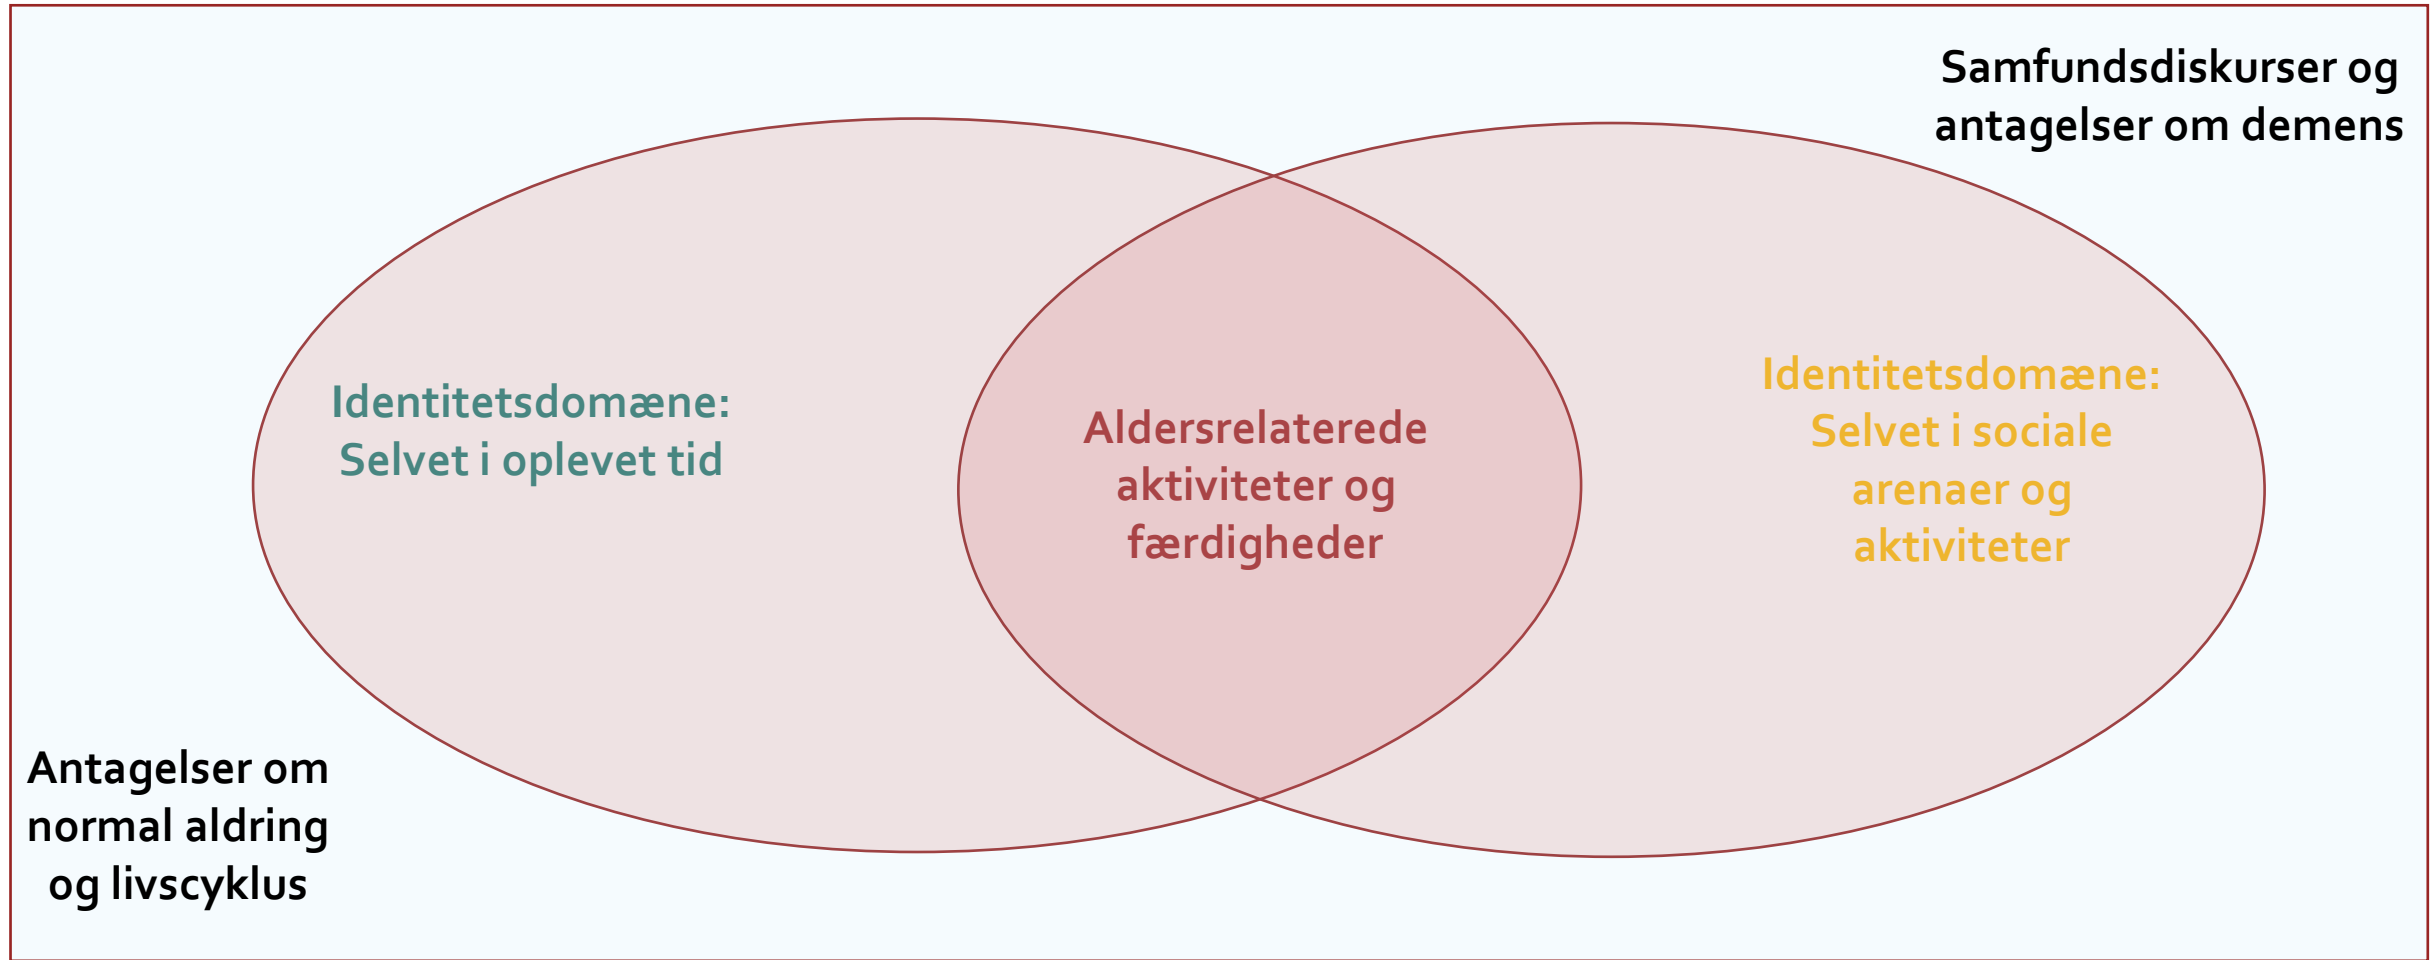 Samfundsdiskurser og
antagelser om demens
Identitetsdomæne:
Selvet i oplevet tid
Aldersrelaterede
aktiviteter og
færdigheder
Identitetsdomæne:
Selvet i sociale
arenaer og
aktiviteter
Antagelser om
normal aldring
og livscyklus